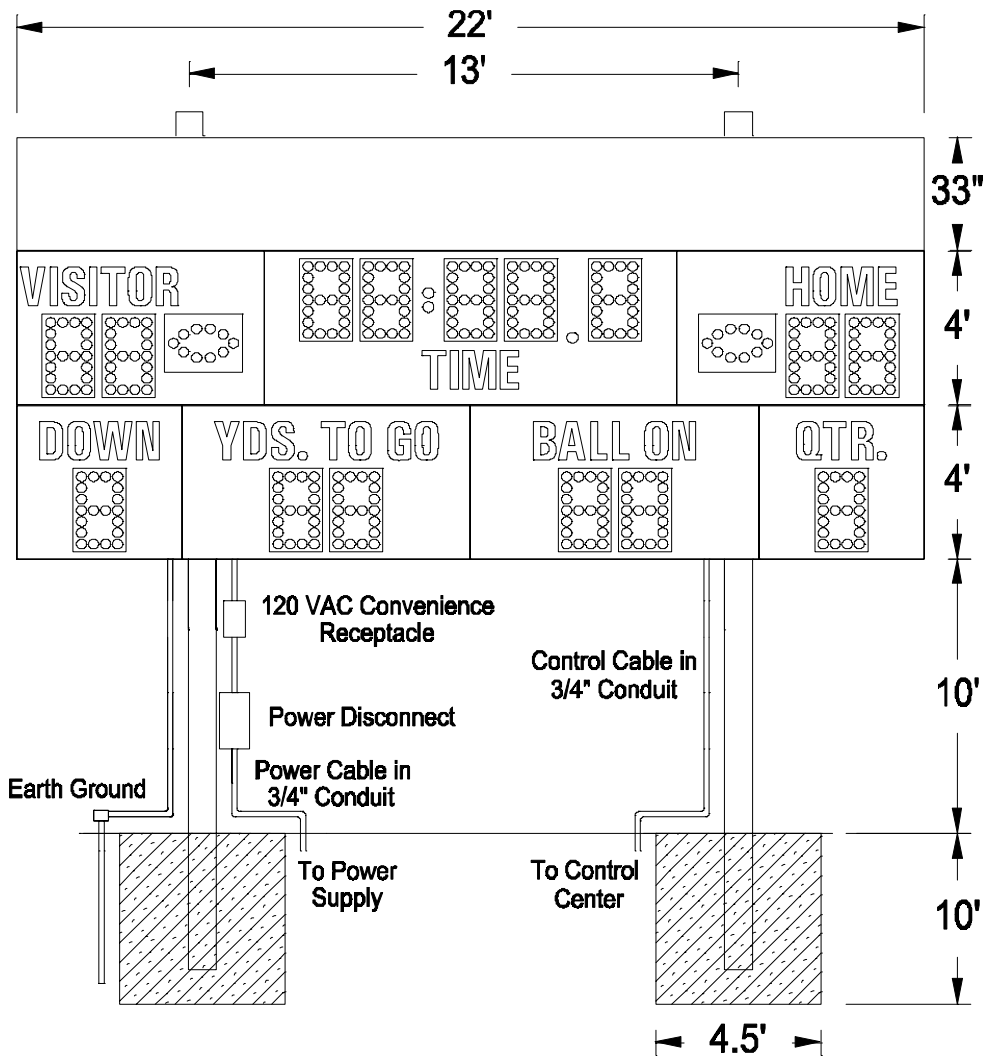 22'
13'
33"
VISITOR
HOME
4'
TIME
DOWN
YDS. TO GO
BALL ON
QTR.
4'
120 VAC Convenience
Receptacle
Control Cable in
3/4" Conduit
10'
Power Disconnect
Power Cable in
3/4" Conduit
Earth Ground
To Power
Supply
To Control
Center
10'
4.5'